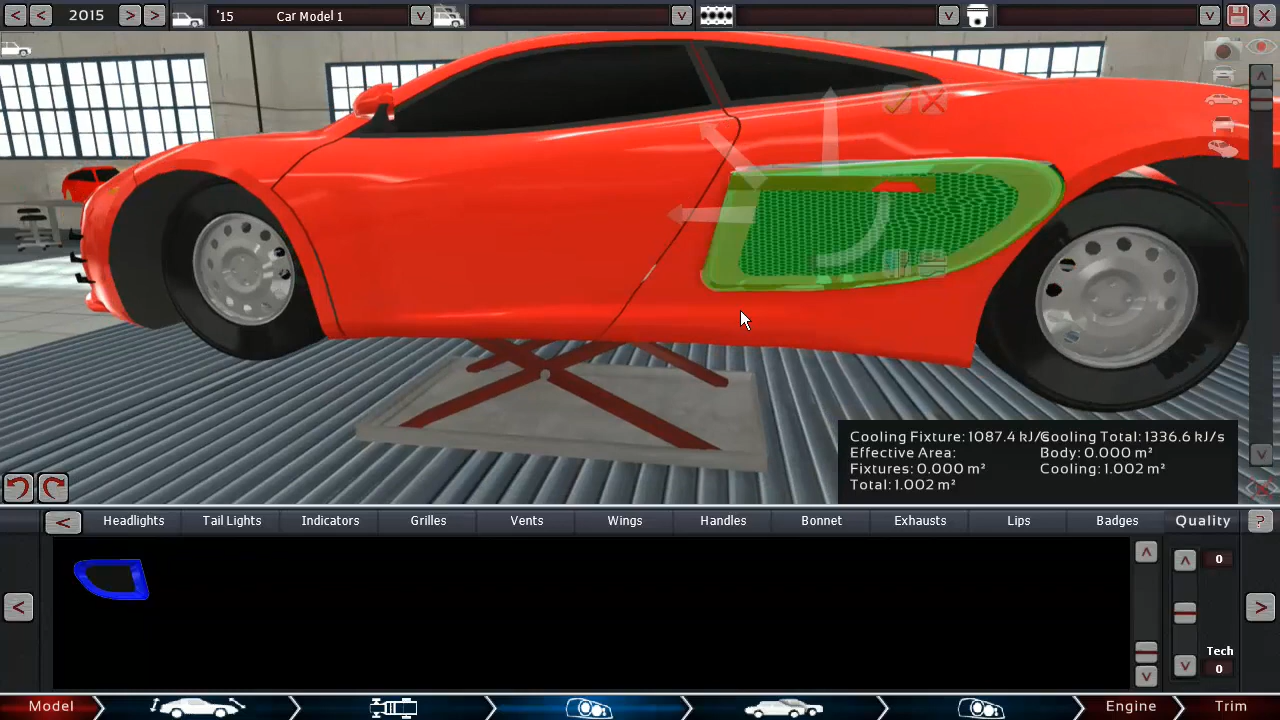 2015 '15 Car Model 1
Cooling Fixture: 1087.4 kJ/s Cooling Total: 1336.6 kJ/s
Effective Area: Body: 0.000 m²
Fixtures: 0.000 m² Cooling: 1.002 m²
Total: 1.002 m²
< Headlights Tail Lights Indicators Grilles Vents Wings Handles Bonnet Exhausts Lips Badges Quality ?
0
Tech
0
Model Engine Trim